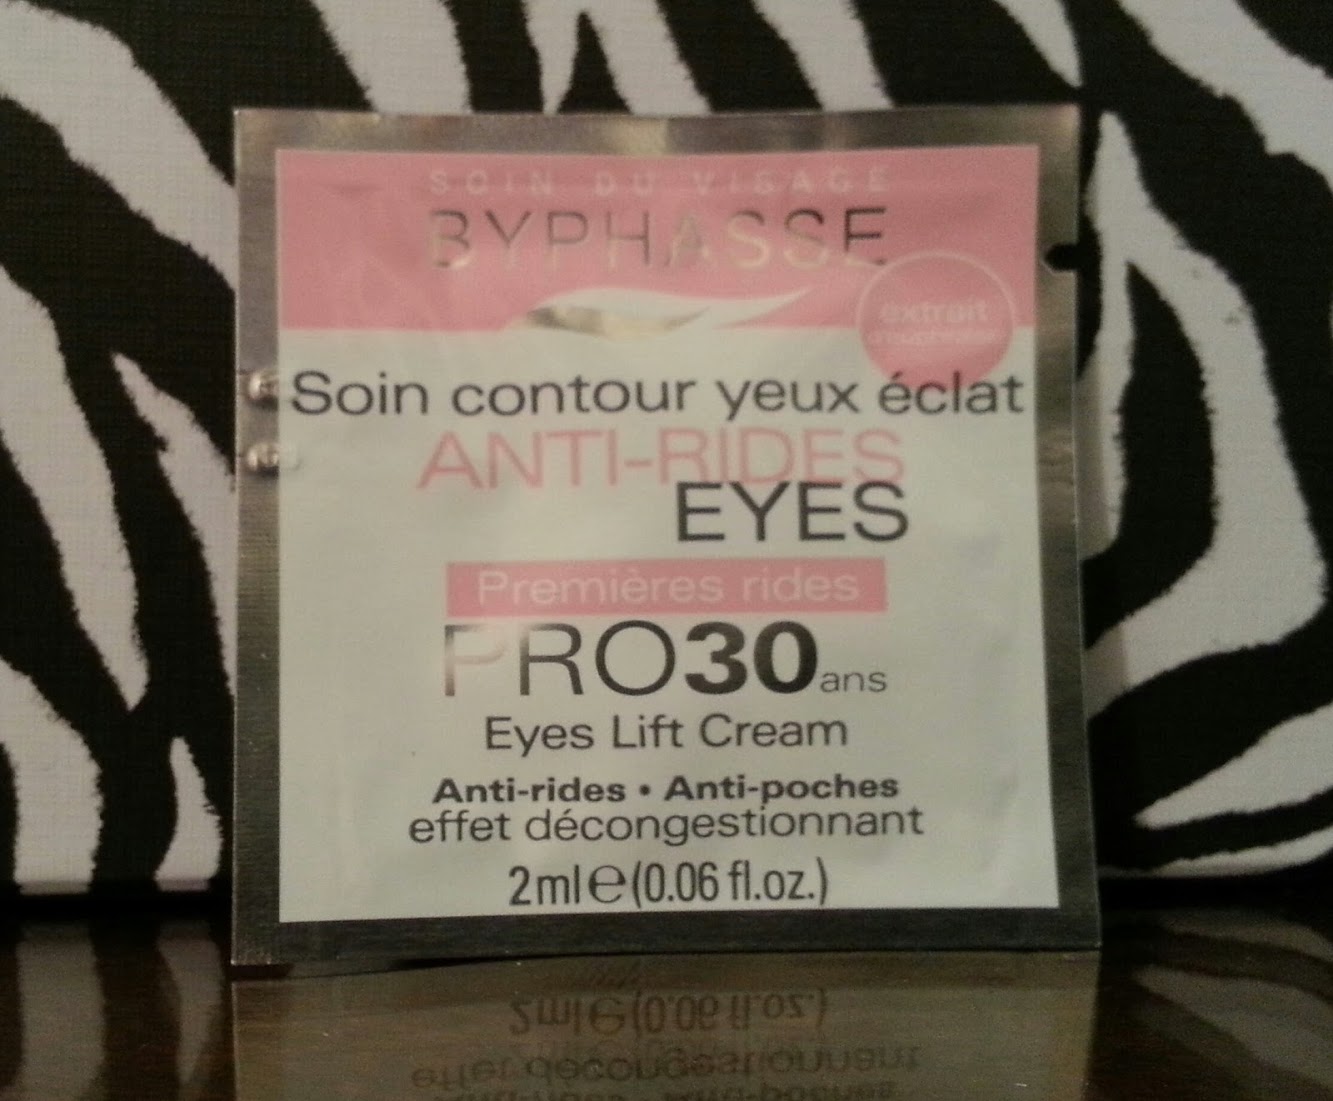 SOIN DU VISAGE
BYPHASSE
extrait
Soin contour yeux éclat
ANTI-RIDES
EYES
Premières rides
PRO30ans
Eyes Lift Cream
Anti-rides • Anti-poches
effet décongestionnant
2ml℮(0.06 fl.oz.)